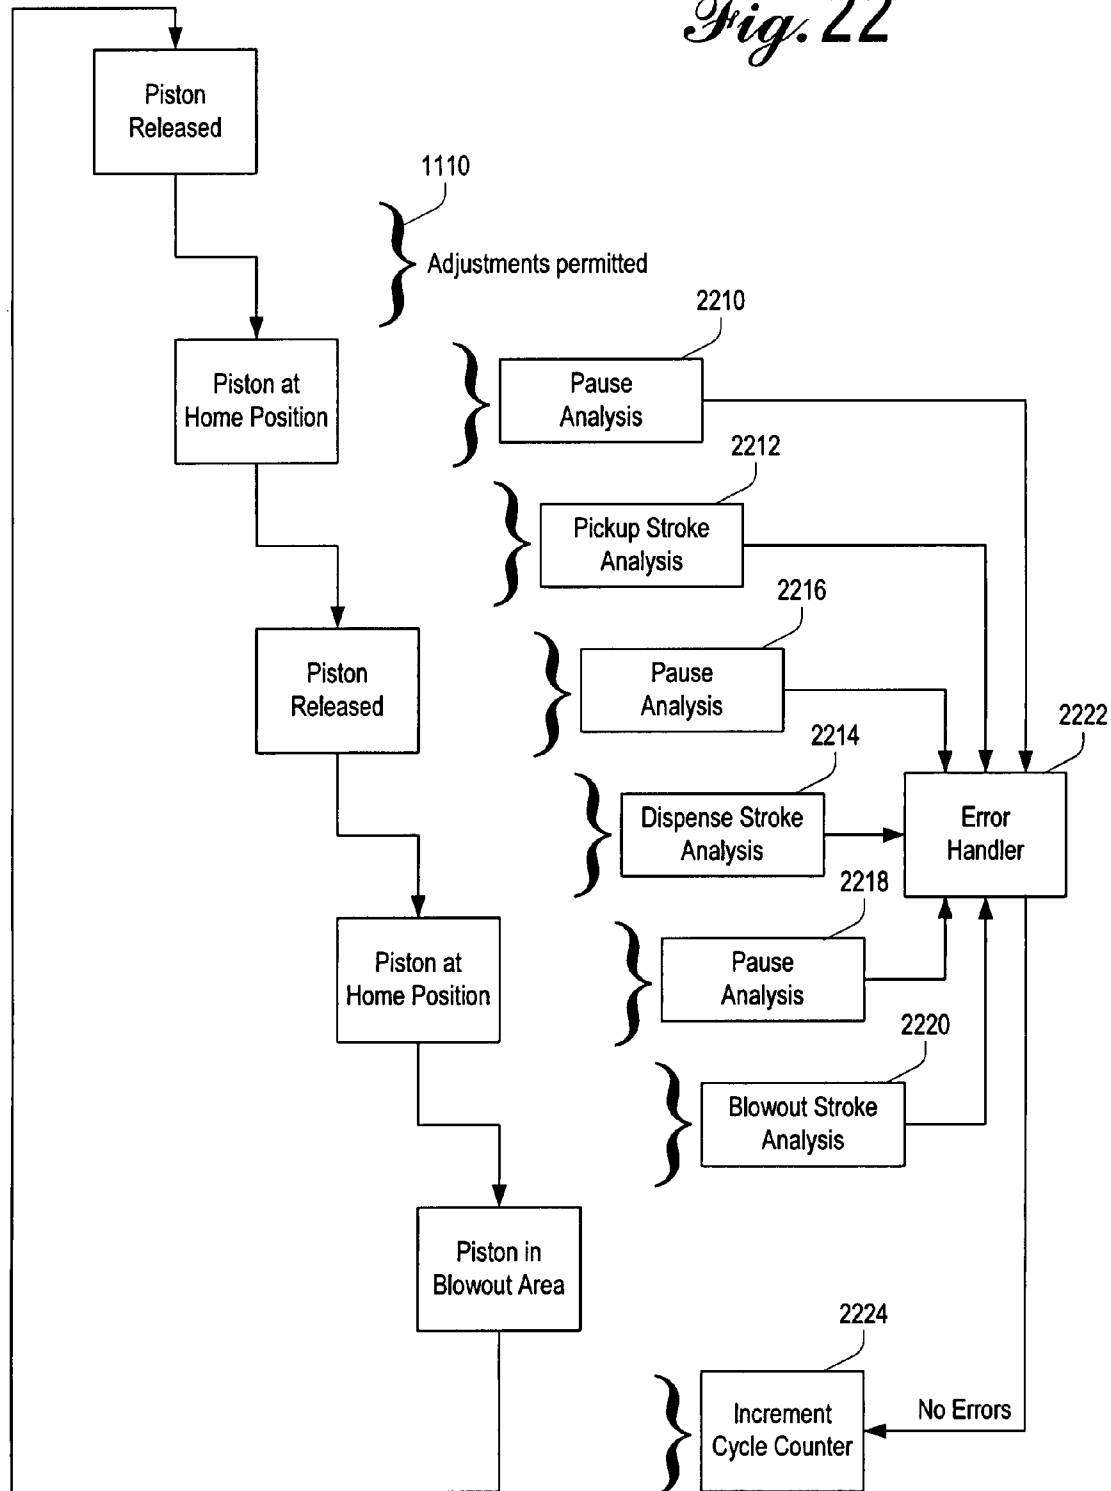 Fig. 22
Piston
Released
1110
Adjustments permitted
2210
Piston at
Home Position
Pause
Analysis
2212
Pickup Stroke
Analysis
2216
Piston
Released
Pause
Analysis
2214
2222
Dispense Stroke
Analysis
Error
Handler
2218
Piston at
Home Position
Pause
Analysis
2220
Blowout Stroke
Analysis
Piston in
Blowout Area
2224
Increment
Cycle Counter
No Errors